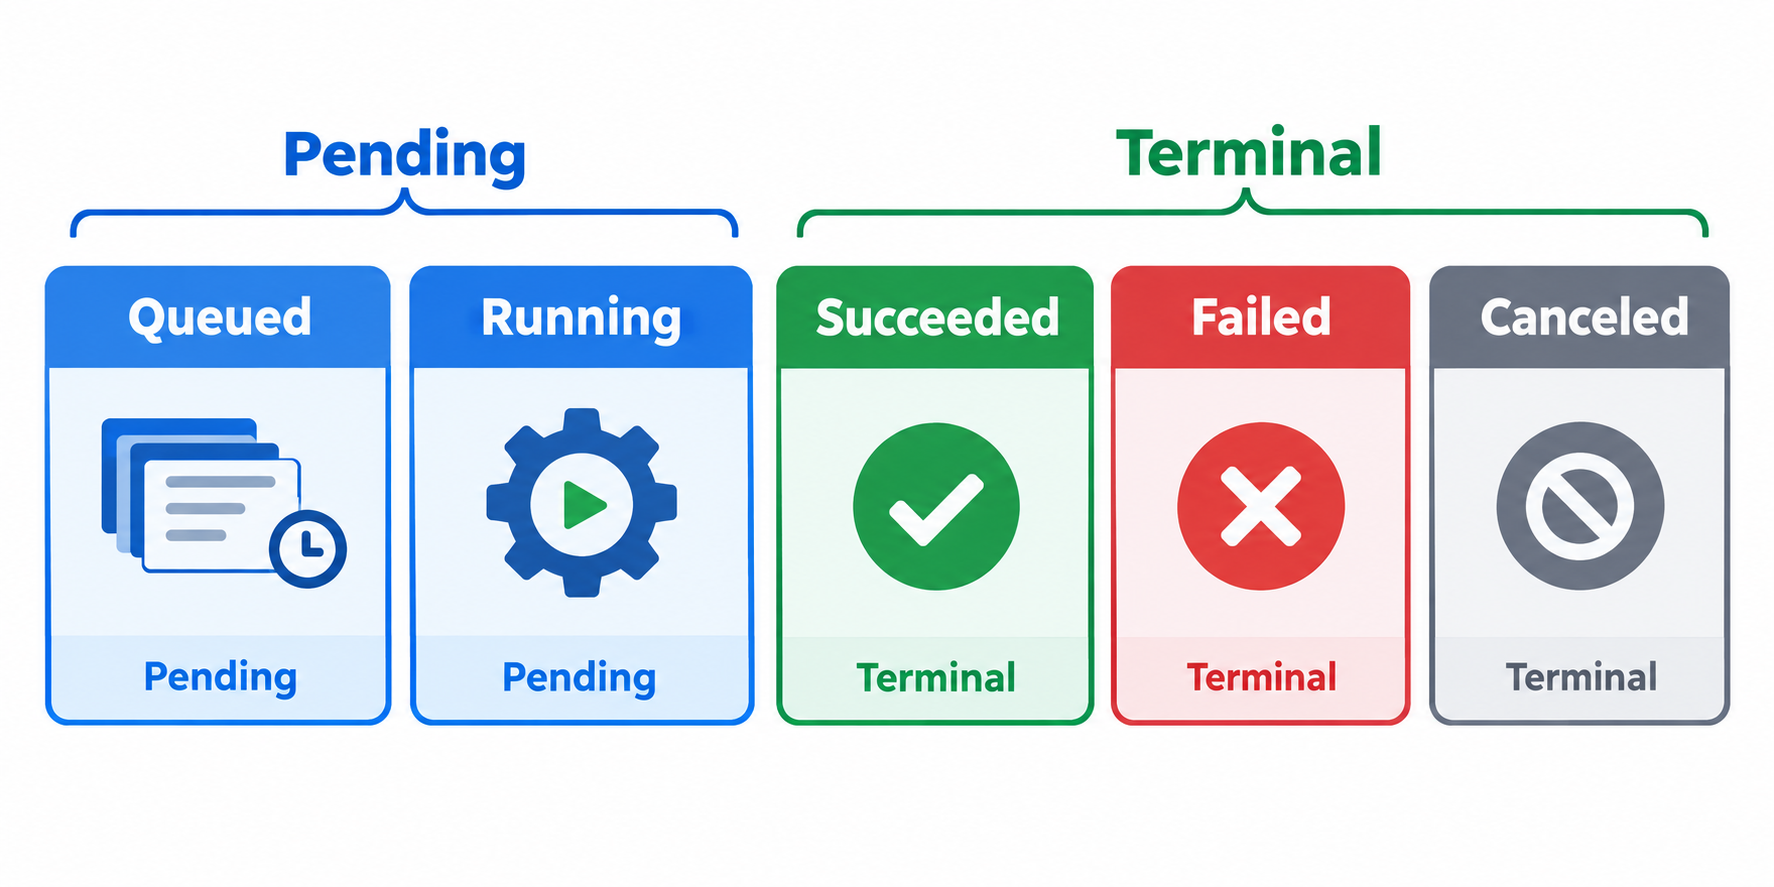 Pending
Terminal
Queued
Running
Succeeded
Failed
Canceled
Pending
Pending
Terminal
Terminal
Terminal